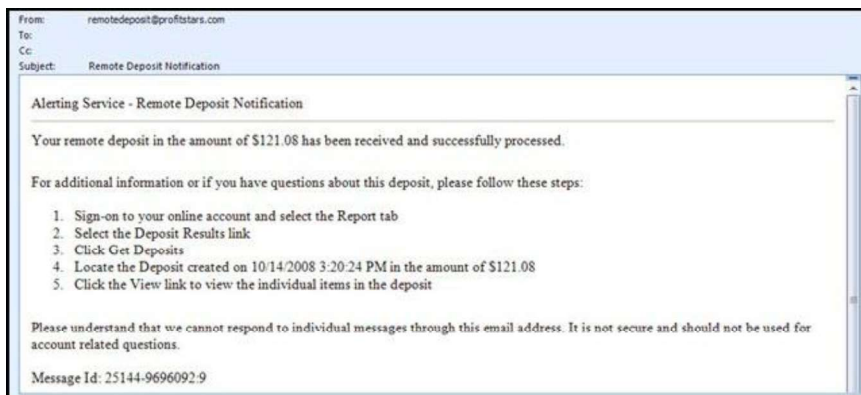 From: remotedeposit@profitstars.com
To:
Cc:
Subject: Remote Deposit Notification
Alerting Service - Remote Deposit Notification
Your remote deposit in the amount of $121.08 has been received and successfully processed.
For additional information or if you have questions about this deposit, please follow these steps:
1. Sign-on to your online account and select the Report tab
2. Select the Deposit Results link
3. Click Get Deposits
4. Locate the Deposit created on 10/14/2008 3:20:24 PM in the amount of $121.08
5. Click the View link to view the individual items in the deposit
Please understand that we cannot respond to individual messages through this email address. It is not secure and should not be used for
account related questions.
Message Id: 25144-9696092:9